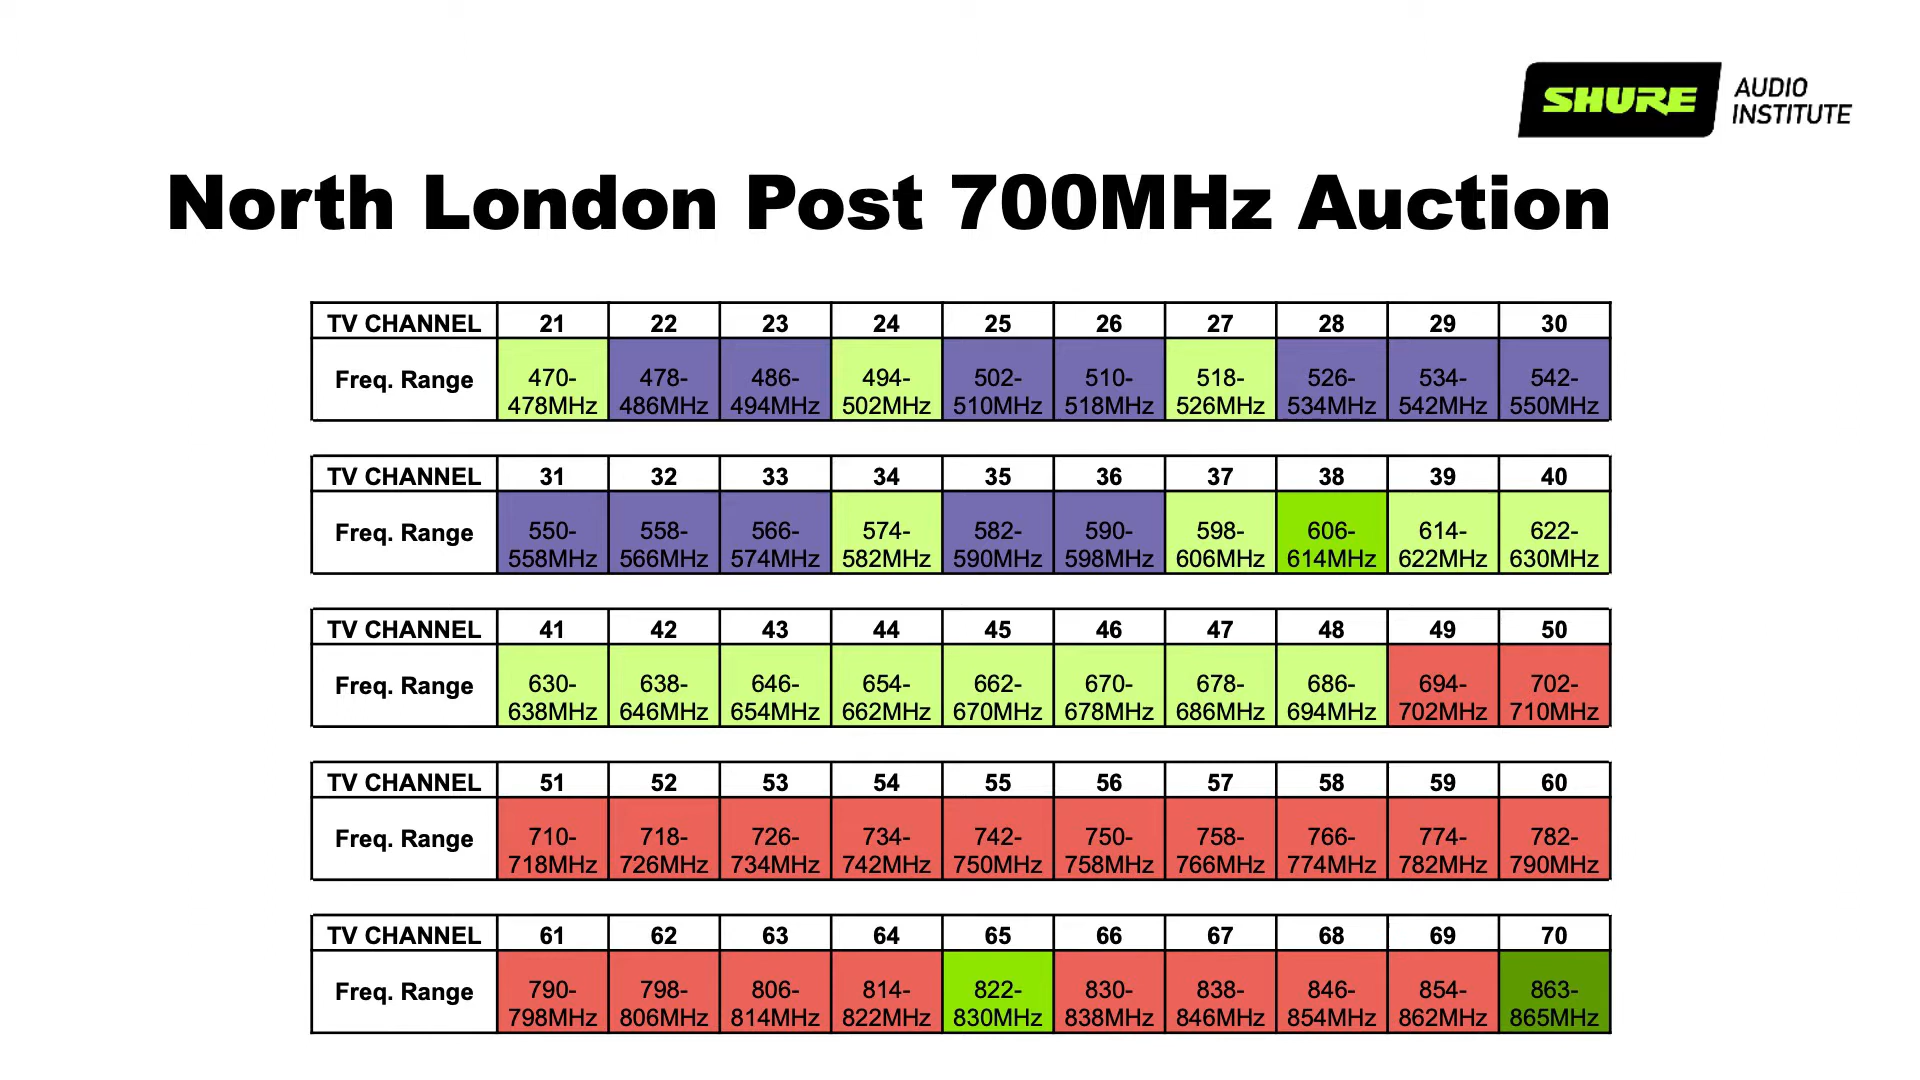 SHURE AUDIO
INSTITUTE
North London Post 700MHz Auction
TV CHANNEL 21 22 23 24 25 26 27 28 29 30
Freq. Range 470- 478- 486- 494- 502- 510- 518- 526- 534- 542-
478MHz 486MHz 494MHz 502MHz 510MHz 518MHz 526MHz 534MHz 542MHz 550MHz
TV CHANNEL 31 32 33 34 35 36 37 38 39 40
Freq. Range 550- 558- 566- 574- 582- 590- 598- 606- 614- 622-
558MHz 566MHz 574MHz 582MHz 590MHz 598MHz 606MHz 614MHz 622MHz 630MHz
TV CHANNEL 41 42 43 44 45 46 47 48 49 50
Freq. Range 630- 638- 646- 654- 662- 670- 678- 686- 694- 702-
638MHz 646MHz 654MHz 662MHz 670MHz 678MHz 686MHz 694MHz 702MHz 710MHz
TV CHANNEL 51 52 53 54 55 56 57 58 59 60
Freq. Range 710- 718- 726- 734- 742- 750- 758- 766- 774- 782-
718MHz 726MHz 734MHz 742MHz 750MHz 758MHz 766MHz 774MHz 782MHz 790MHz
TV CHANNEL 61 62 63 64 65 66 67 68 69 70
Freq. Range 790- 798- 806- 814- 822- 830- 838- 846- 854- 863-
798MHz 806MHz 814MHz 822MHz 830MHz 838MHz 846MHz 854MHz 862MHz 865MHz